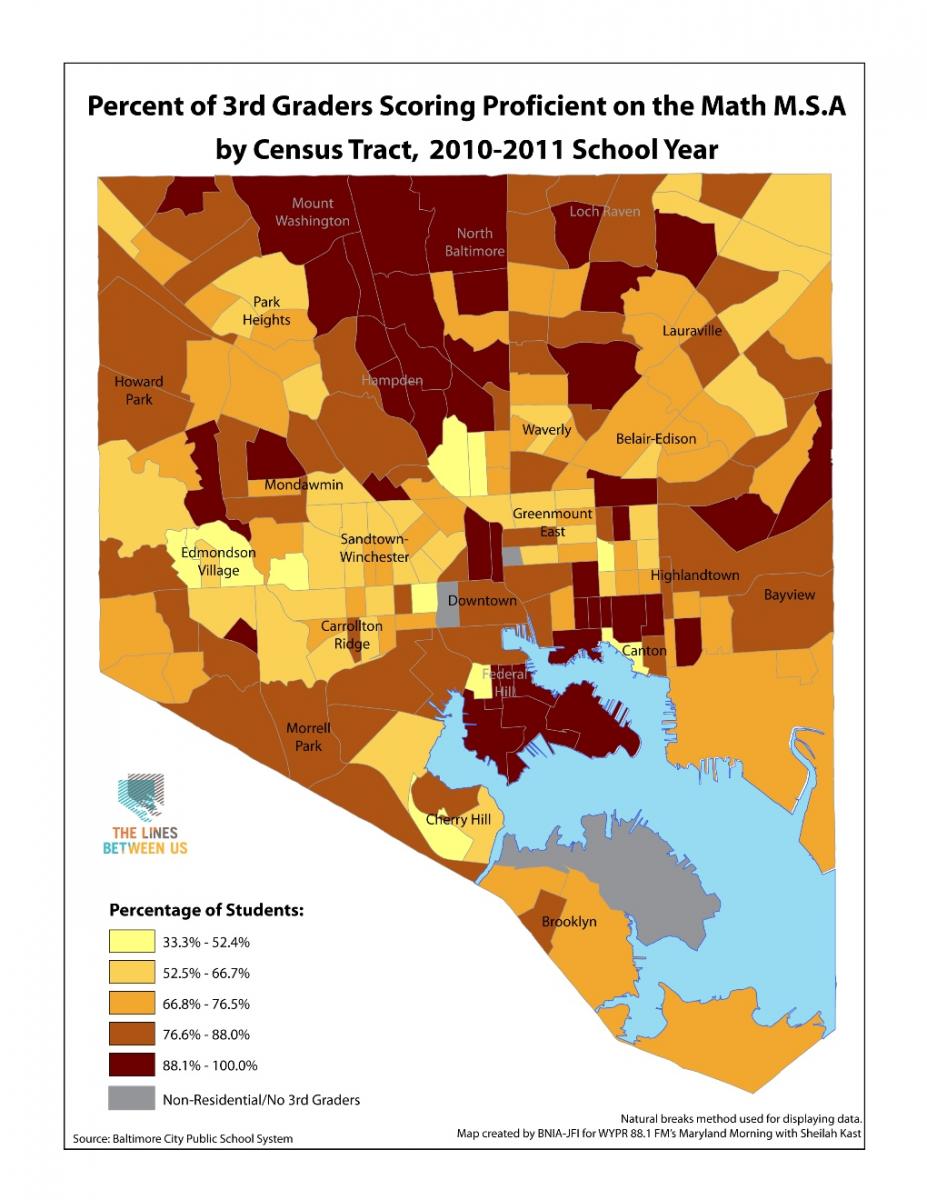 Percent of 3rd Graders Scoring Proficient on the Math M.S.A
by Census Tract, 2010-2011 School Year
Mount
Washington
Loch Raven
North
Baltimore
Park
Heights
Lauraville
Howard
Park
Hampden
Waverly
Belair-Edison
Mondawmin
Greenmount
East
Sandtown-
Winchester
Edmondson
Village
Highlandtown
Bayview
Downtown
Carrollton
Ridge
Canton
Federal
Hill
Morrell
Park
Cherry Hill
THE LINES
BETWEEN US
Brooklyn
Percentage of Students:
33.3% - 52.4%
52.5% - 66.7%
66.8% - 76.5%
76.6% - 88.0%
88.1% - 100.0%
Non-Residential/No 3rd Graders
Natural breaks method used for displaying data.
Source: Baltimore City Public School System
Map created by BNIA-JFI for WYPR 88.1 FM's Maryland Morning with Sheilah Kast